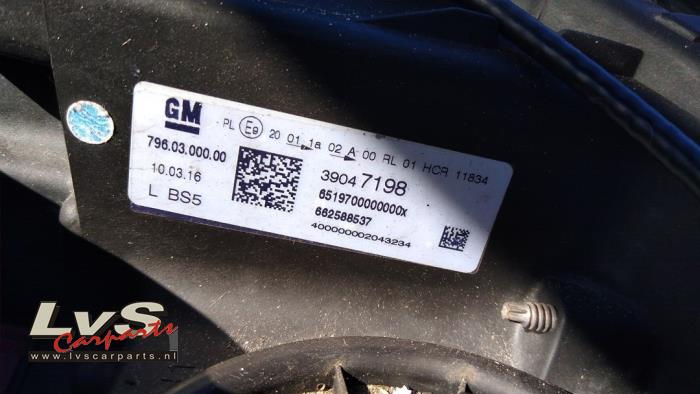 GM
PL E9 20 01 1a 02 A 00 RL 01 HCR 11834
796.03.000.00
10.03.16
L BS5
39047198
6519700000000X
662588537
400000002043234
LvS
Carparts
www.lvscarparts.nl